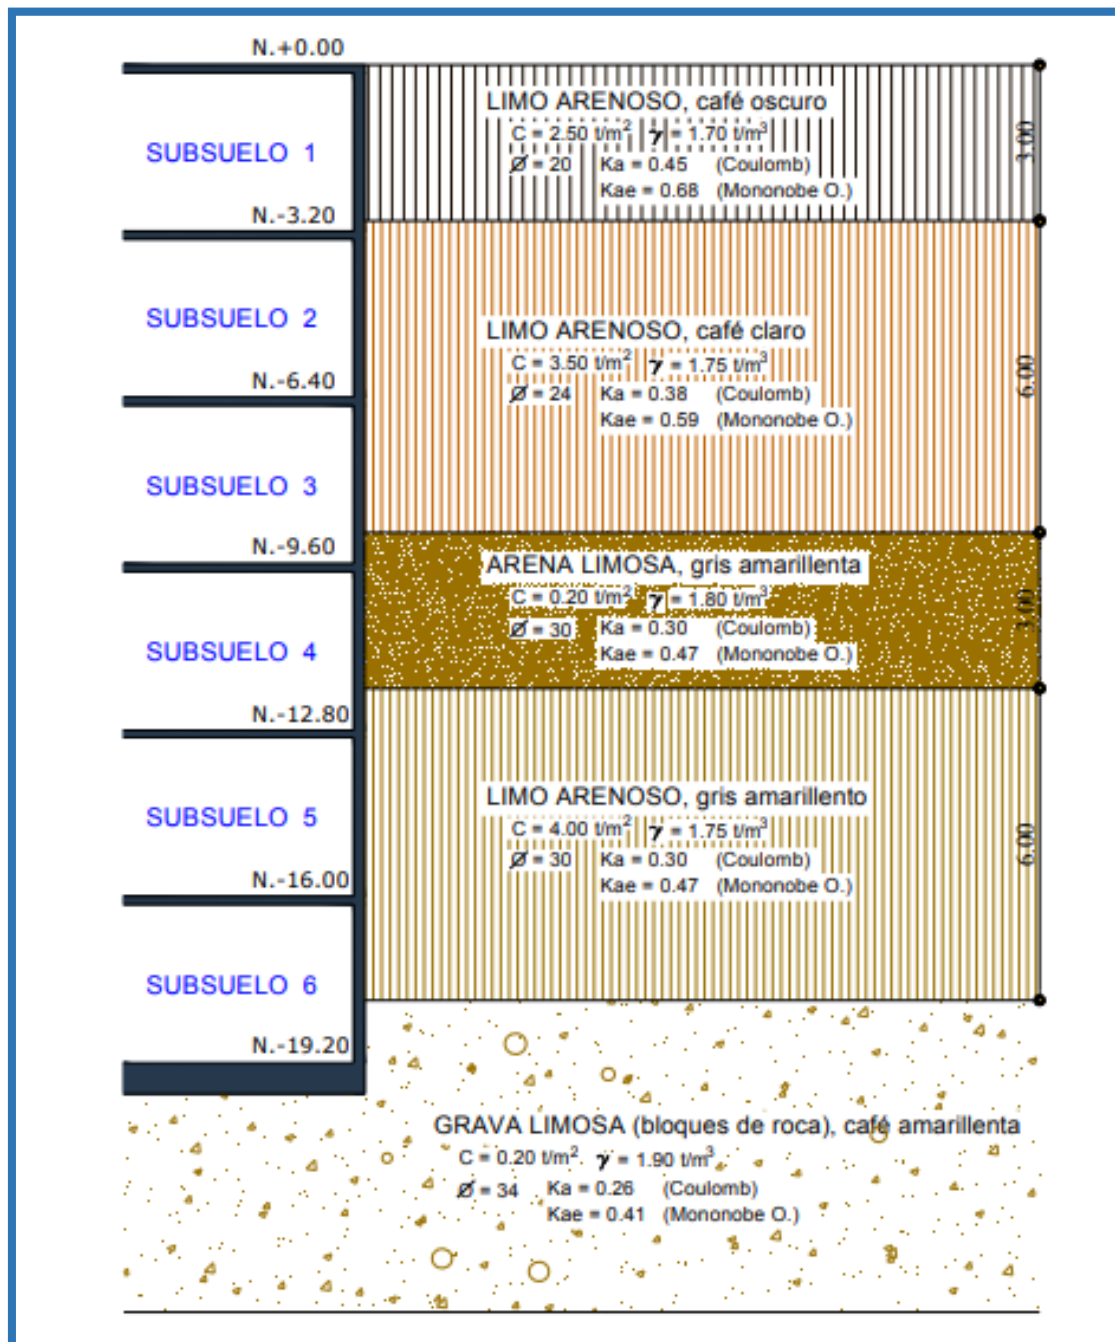 N.+0.00
LIMO ARENOSO, café oscuro
C = 2.50 t/m² γ = 1.70 t/m³
Ø = 20 Ka = 0.45 (Coulomb)
Kae = 0.68 (Mononobe O.)
3.00
SUBSUELO 1
N.-3.20
SUBSUELO 2
LIMO ARENOSO, café claro
C = 3.50 t/m² γ = 1.75 t/m³
Ø = 24 Ka = 0.38 (Coulomb)
Kae = 0.59 (Mononobe O.)
6.00
N.-6.40
SUBSUELO 3
N.-9.60
ARENA LIMOSA, gris amarillenta
C = 0.20 t/m² γ = 1.80 t/m³
Ø = 30 Ka = 0.30 (Coulomb)
Kae = 0.47 (Mononobe O.)
3.00
SUBSUELO 4
N.-12.80
LIMO ARENOSO, gris amarillento
C = 4.00 t/m² γ = 1.75 t/m³
Ø = 30 Ka = 0.30 (Coulomb)
Kae = 0.47 (Mononobe O.)
6.00
SUBSUELO 5
N.-16.00
SUBSUELO 6
N.-19.20
GRAVA LIMOSA (bloques de roca), café amarillenta
C = 0.20 t/m² γ = 1.90 t/m³
Ø = 34 Ka = 0.26 (Coulomb)
Kae = 0.41 (Mononobe O.)